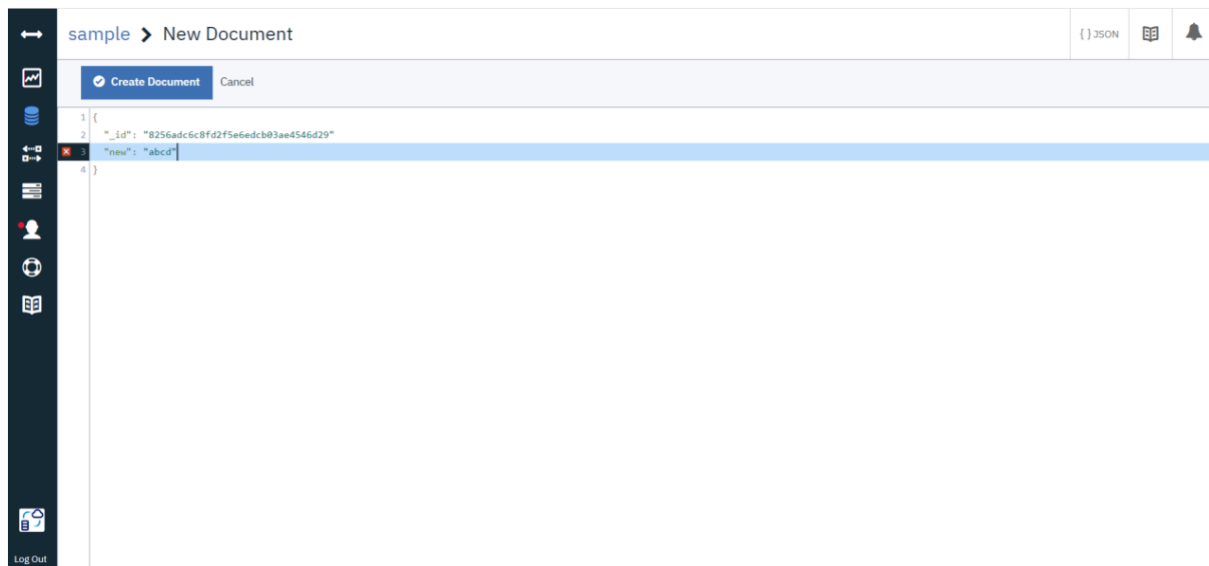 sample > New Document
{ } JSON
Create Document Cancel
1 {
2 "_id": "8256adc6c8fd2f5e6edcb03ae4546d29"
3 "new": "abcd"
4 }
Log Out